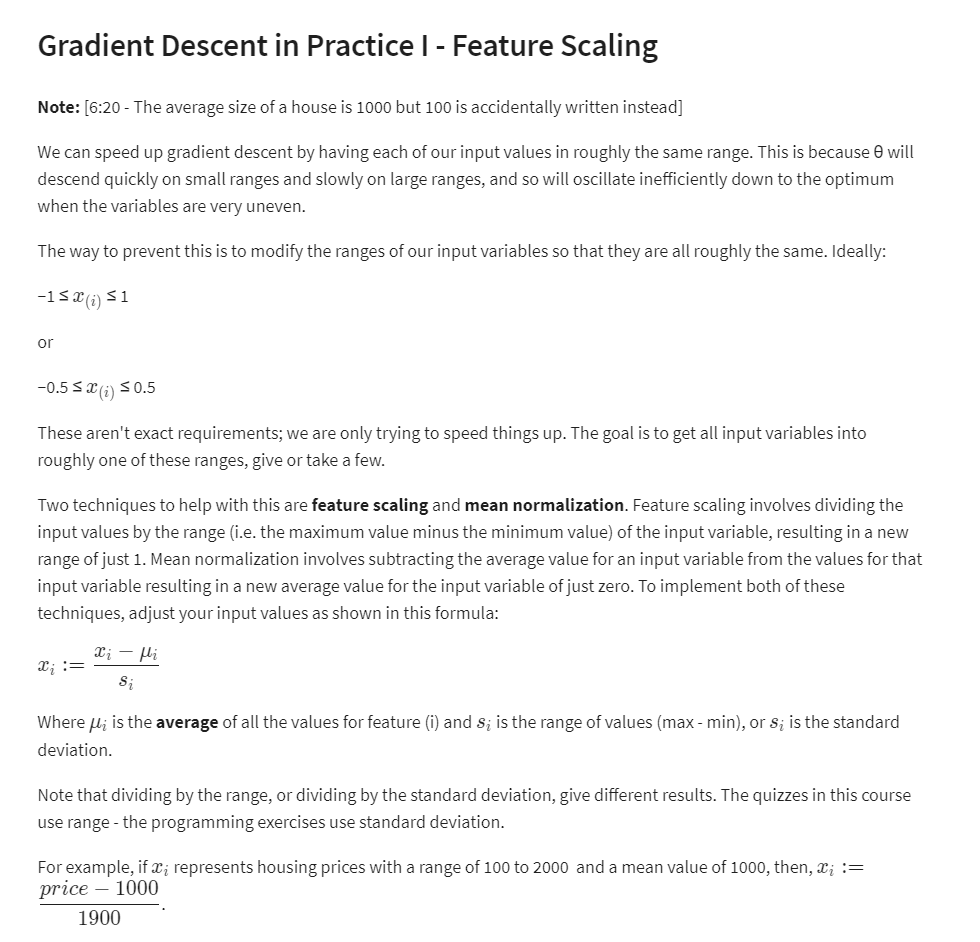 Gradient Descent in Practice I - Feature Scaling
Note: [6:20 - The average size of a house is 1000 but 100 is accidentally written instead]
We can speed up gradient descent by having each of our input values in roughly the same range. This is because θ will
descend quickly on small ranges and slowly on large ranges, and so will oscillate inefficiently down to the optimum
when the variables are very uneven.
The way to prevent this is to modify the ranges of our input variables so that they are all roughly the same. Ideally:
−1 ≤ x(i) ≤ 1
or
−0.5 ≤ x(i) ≤ 0.5
These aren't exact requirements; we are only trying to speed things up. The goal is to get all input variables into
roughly one of these ranges, give or take a few.
Two techniques to help with this are feature scaling and mean normalization. Feature scaling involves dividing the
input values by the range (i.e. the maximum value minus the minimum value) of the input variable, resulting in a new
range of just 1. Mean normalization involves subtracting the average value for an input variable from the values for that
input variable resulting in a new average value for the input variable of just zero. To implement both of these
techniques, adjust your input values as shown in this formula:
xi := xi − μi
si
Where μi is the average of all the values for feature (i) and si is the range of values (max - min), or si is the standard
deviation.
Note that dividing by the range, or dividing by the standard deviation, give different results. The quizzes in this course
use range - the programming exercises use standard deviation.
For example, if xi represents housing prices with a range of 100 to 2000 and a mean value of 1000, then, xi :=
price − 1000
1900.